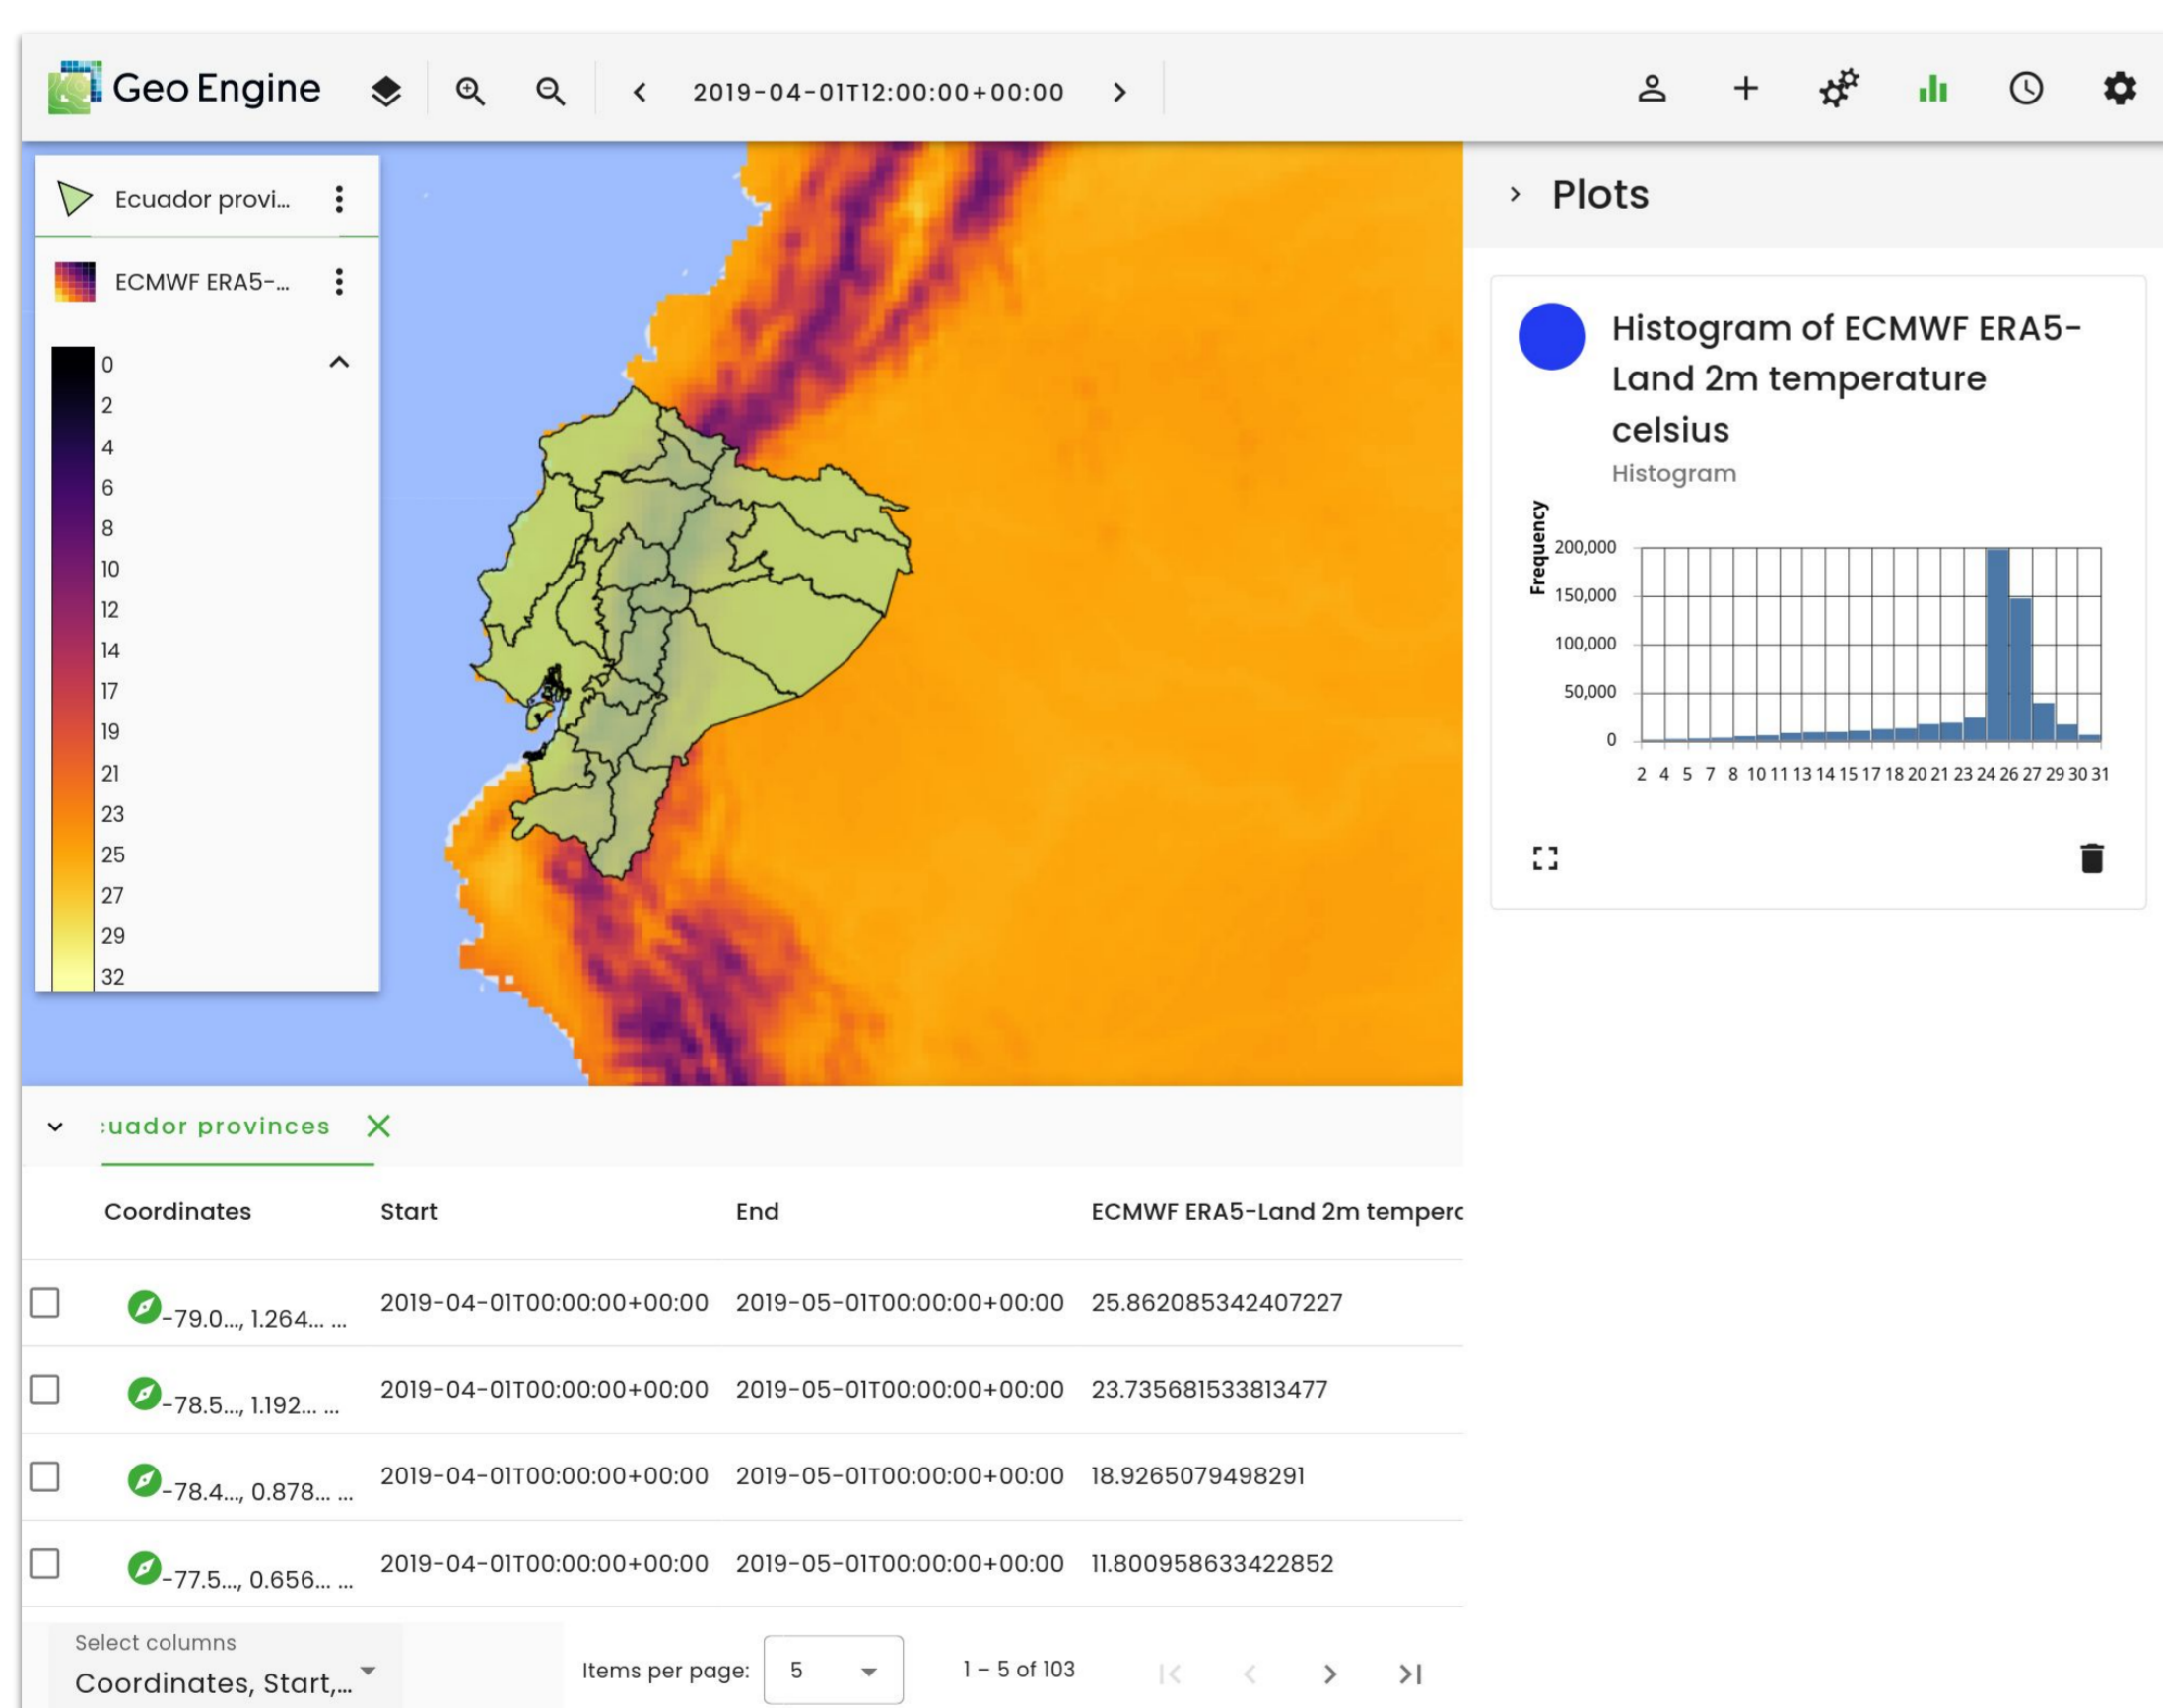 Geo Engine
2019-04-01T12:00:00+00:00
Ecuador provi...
ECMWF ERA5-...
0
2
4
6
8
10
12
14
17
19
21
23
25
27
29
32
Plots
Histogram of ECMWF ERA5-
Land 2m temperature
celsius
Histogram
Frequency
200,000
150,000
100,000
50,000
0
2 4 5 7 8 10 11 13 14 15 17 18 20 21 23 24 26 27 29 30 31
:uador provinces
Coordinates Start End ECMWF ERA5-Land 2m temperc
-79.0..., 1.264... ... 2019-04-01T00:00:00+00:00 2019-05-01T00:00:00+00:00 25.862085342407227
-78.5..., 1.192... ... 2019-04-01T00:00:00+00:00 2019-05-01T00:00:00+00:00 23.735681533813477
-78.4..., 0.878... ... 2019-04-01T00:00:00+00:00 2019-05-01T00:00:00+00:00 18.9265079498291
-77.5..., 0.656... ... 2019-04-01T00:00:00+00:00 2019-05-01T00:00:00+00:00 11.800958633422852
Select columns
Coordinates, Start,...
Items per page: 5 1 – 5 of 103